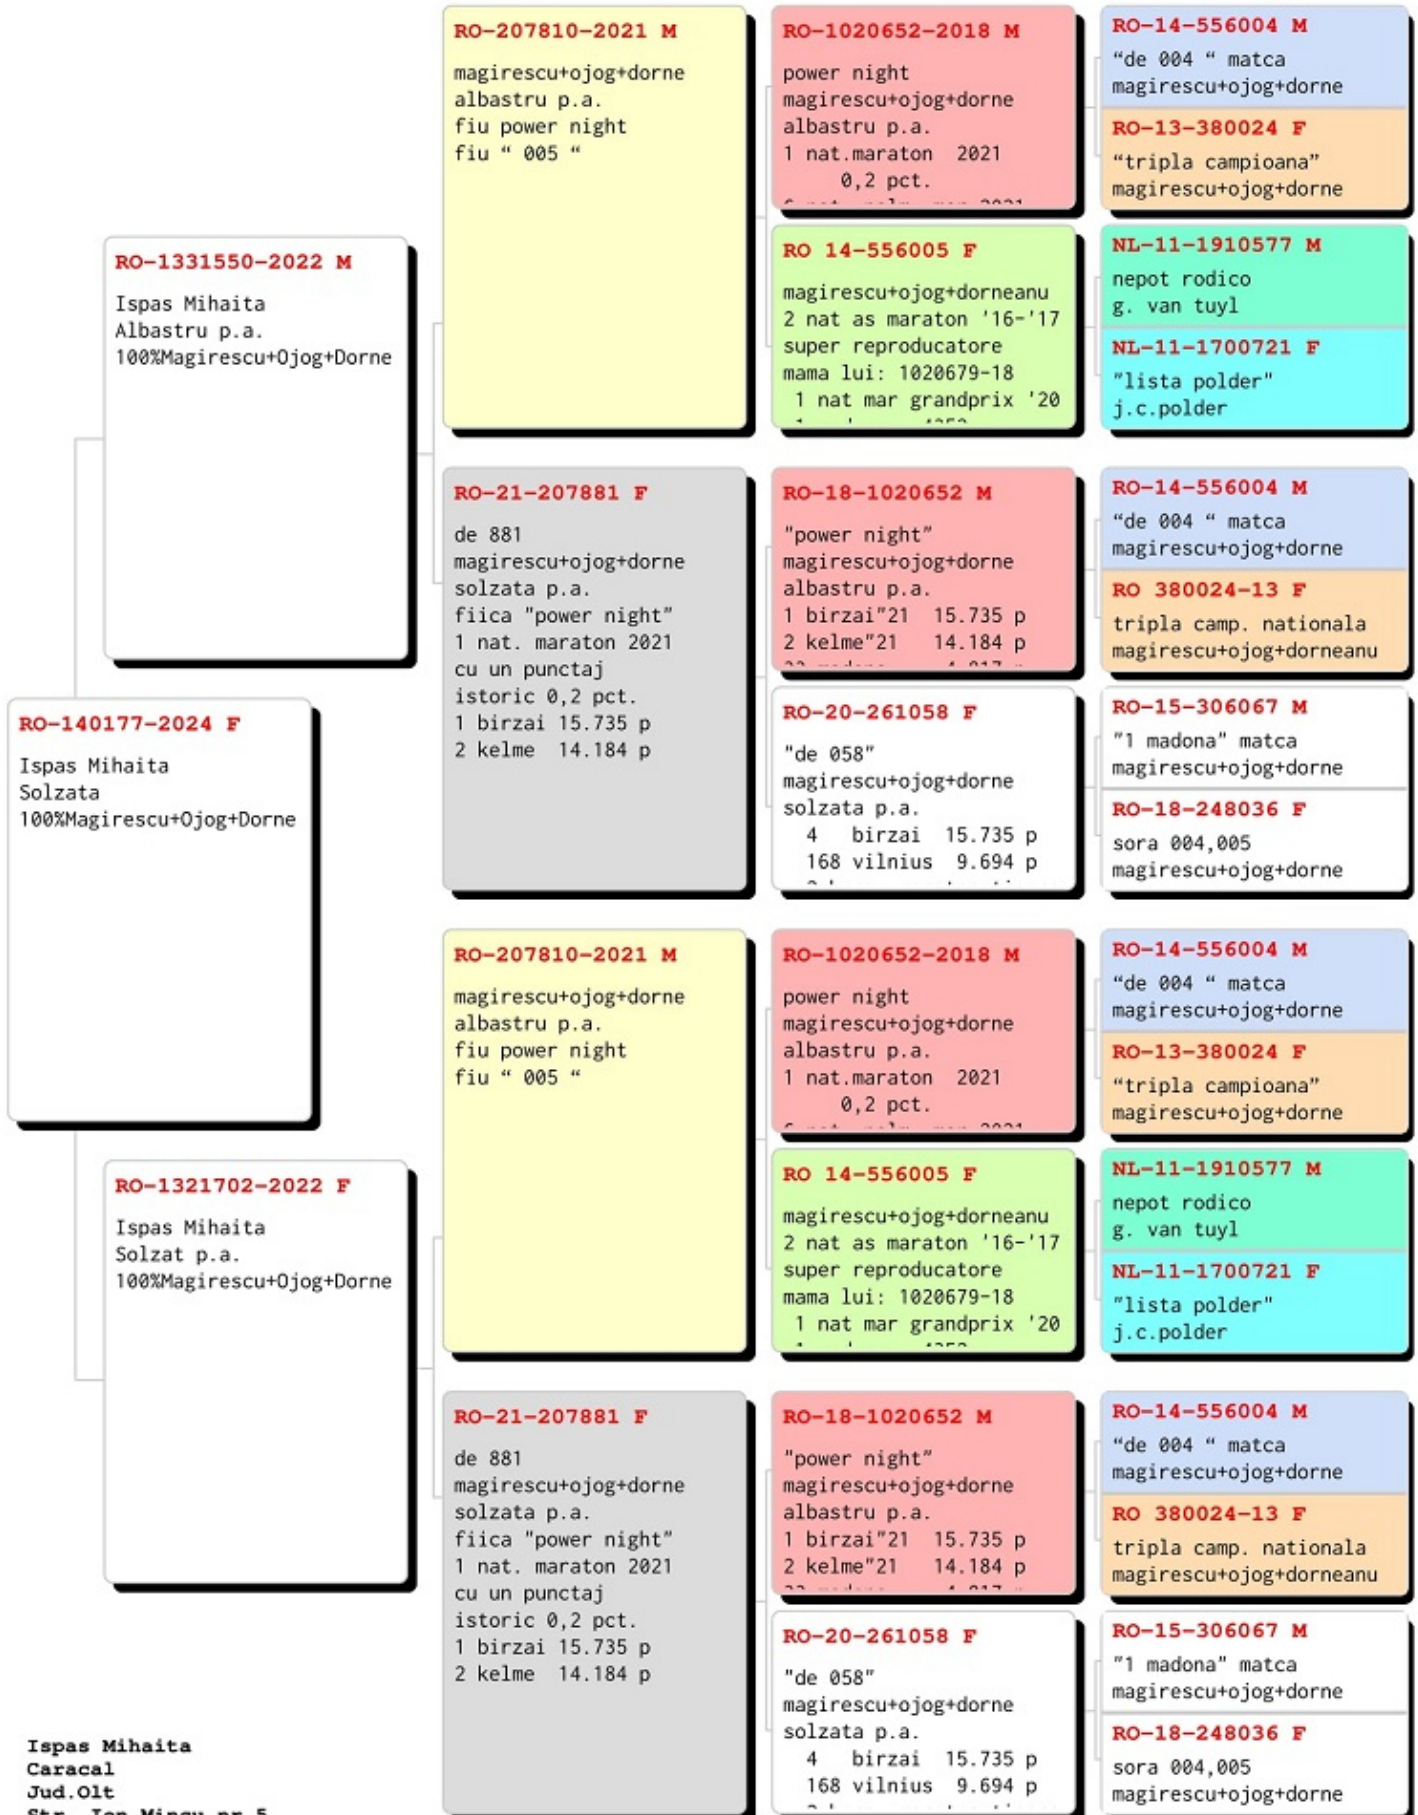 RO-140177-2024 F
Ispas Mihaita
Solzata
100%Magirescu+Ojog+Dorne
RO-1331550-2022 M
Ispas Mihaita
Albastru p.a.
100%Magirescu+Ojog+Dorne
RO-1321702-2022 F
Ispas Mihaita
Solzat p.a.
100%Magirescu+Ojog+Dorne
RO-207810-2021 M
magirescu+ojog+dorne
albastru p.a.
fiu power night
fiu “ 005 “
RO-21-207881 F
de 881
magirescu+ojog+dorne
solzata p.a.
fiica "power night"
1 nat. maraton 2021
cu un punctaj
istoric 0,2 pct.
1 birzai 15.735 p
2 kelme 14.184 p
RO-207810-2021 M
magirescu+ojog+dorne
albastru p.a.
fiu power night
fiu “ 005 “
RO-21-207881 F
de 881
magirescu+ojog+dorne
solzata p.a.
fiica "power night"
1 nat. maraton 2021
cu un punctaj
istoric 0,2 pct.
1 birzai 15.735 p
2 kelme 14.184 p
RO-1020652-2018 M
power night
magirescu+ojog+dorne
albastru p.a.
1 nat.maraton 2021
0,2 pct.
RO 14-556005 F
magirescu+ojog+dorneanu
2 nat as maraton '16-'17
super reproducatore
mama lui: 1020679-18
1 nat mar grandprix '20
RO-18-1020652 M
"power night"
magirescu+ojog+dorne
albastru p.a.
1 birzai"21 15.735 p
2 kelme"21 14.184 p
RO-20-261058 F
"de 058"
magirescu+ojog+dorne
solzata p.a.
4 birzai 15.735 p
168 vilnius 9.694 p
RO-1020652-2018 M
power night
magirescu+ojog+dorne
albastru p.a.
1 nat.maraton 2021
0,2 pct.
RO 14-556005 F
magirescu+ojog+dorneanu
2 nat as maraton '16-'17
super reproducatore
mama lui: 1020679-18
1 nat mar grandprix '20
RO-18-1020652 M
"power night"
magirescu+ojog+dorne
albastru p.a.
1 birzai"21 15.735 p
2 kelme"21 14.184 p
RO-20-261058 F
"de 058"
magirescu+ojog+dorne
solzata p.a.
4 birzai 15.735 p
168 vilnius 9.694 p
RO-14-556004 M
“de 004 “ matca
magirescu+ojog+dorne
RO-13-380024 F
“tripla campioana”
magirescu+ojog+dorne
NL-11-1910577 M
nepot rodico
g. van tuyl
NL-11-1700721 F
"lista polder"
j.c.polder
RO-14-556004 M
“de 004 “ matca
magirescu+ojog+dorne
RO 380024-13 F
tripla camp. nationala
magirescu+ojog+dorneanu
RO-15-306067 M
"1 madona" matca
magirescu+ojog+dorne
RO-18-248036 F
sora 004,005
magirescu+ojog+dorne
RO-14-556004 M
“de 004 “ matca
magirescu+ojog+dorne
RO-13-380024 F
“tripla campioana”
magirescu+ojog+dorne
NL-11-1910577 M
nepot rodico
g. van tuyl
NL-11-1700721 F
"lista polder"
j.c.polder
RO-14-556004 M
“de 004 “ matca
magirescu+ojog+dorne
RO 380024-13 F
tripla camp. nationala
magirescu+ojog+dorneanu
RO-15-306067 M
"1 madona" matca
magirescu+ojog+dorne
RO-18-248036 F
sora 004,005
magirescu+ojog+dorne
Ispas Mihaita
Caracal
Jud.Olt
Str. Ion Mincu nr 5